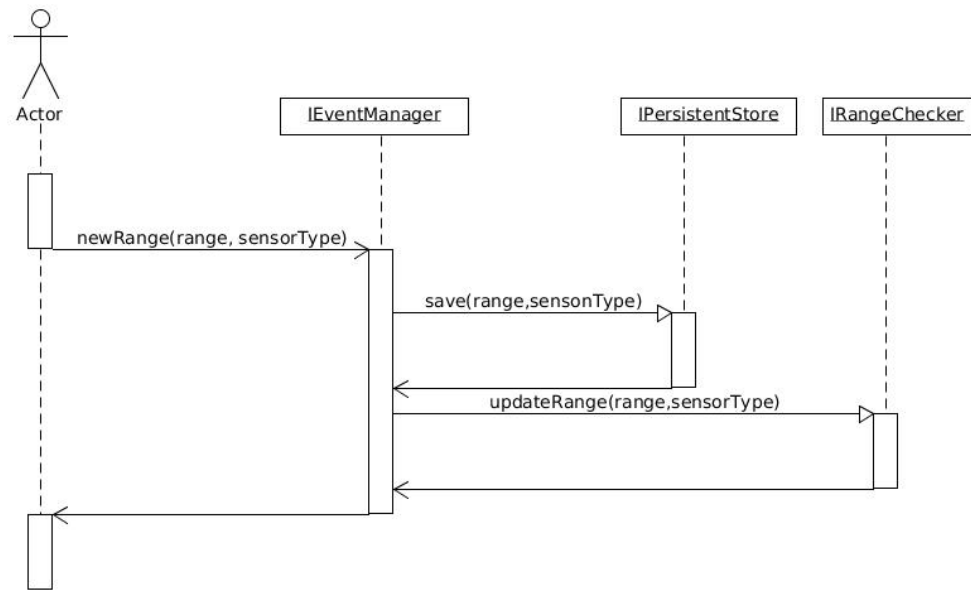 Actor
IEventManager
IPersistentStore
IRangeChecker
newRange(range, sensorType)
save(range,sensonType)
updateRange(range,sensorType)